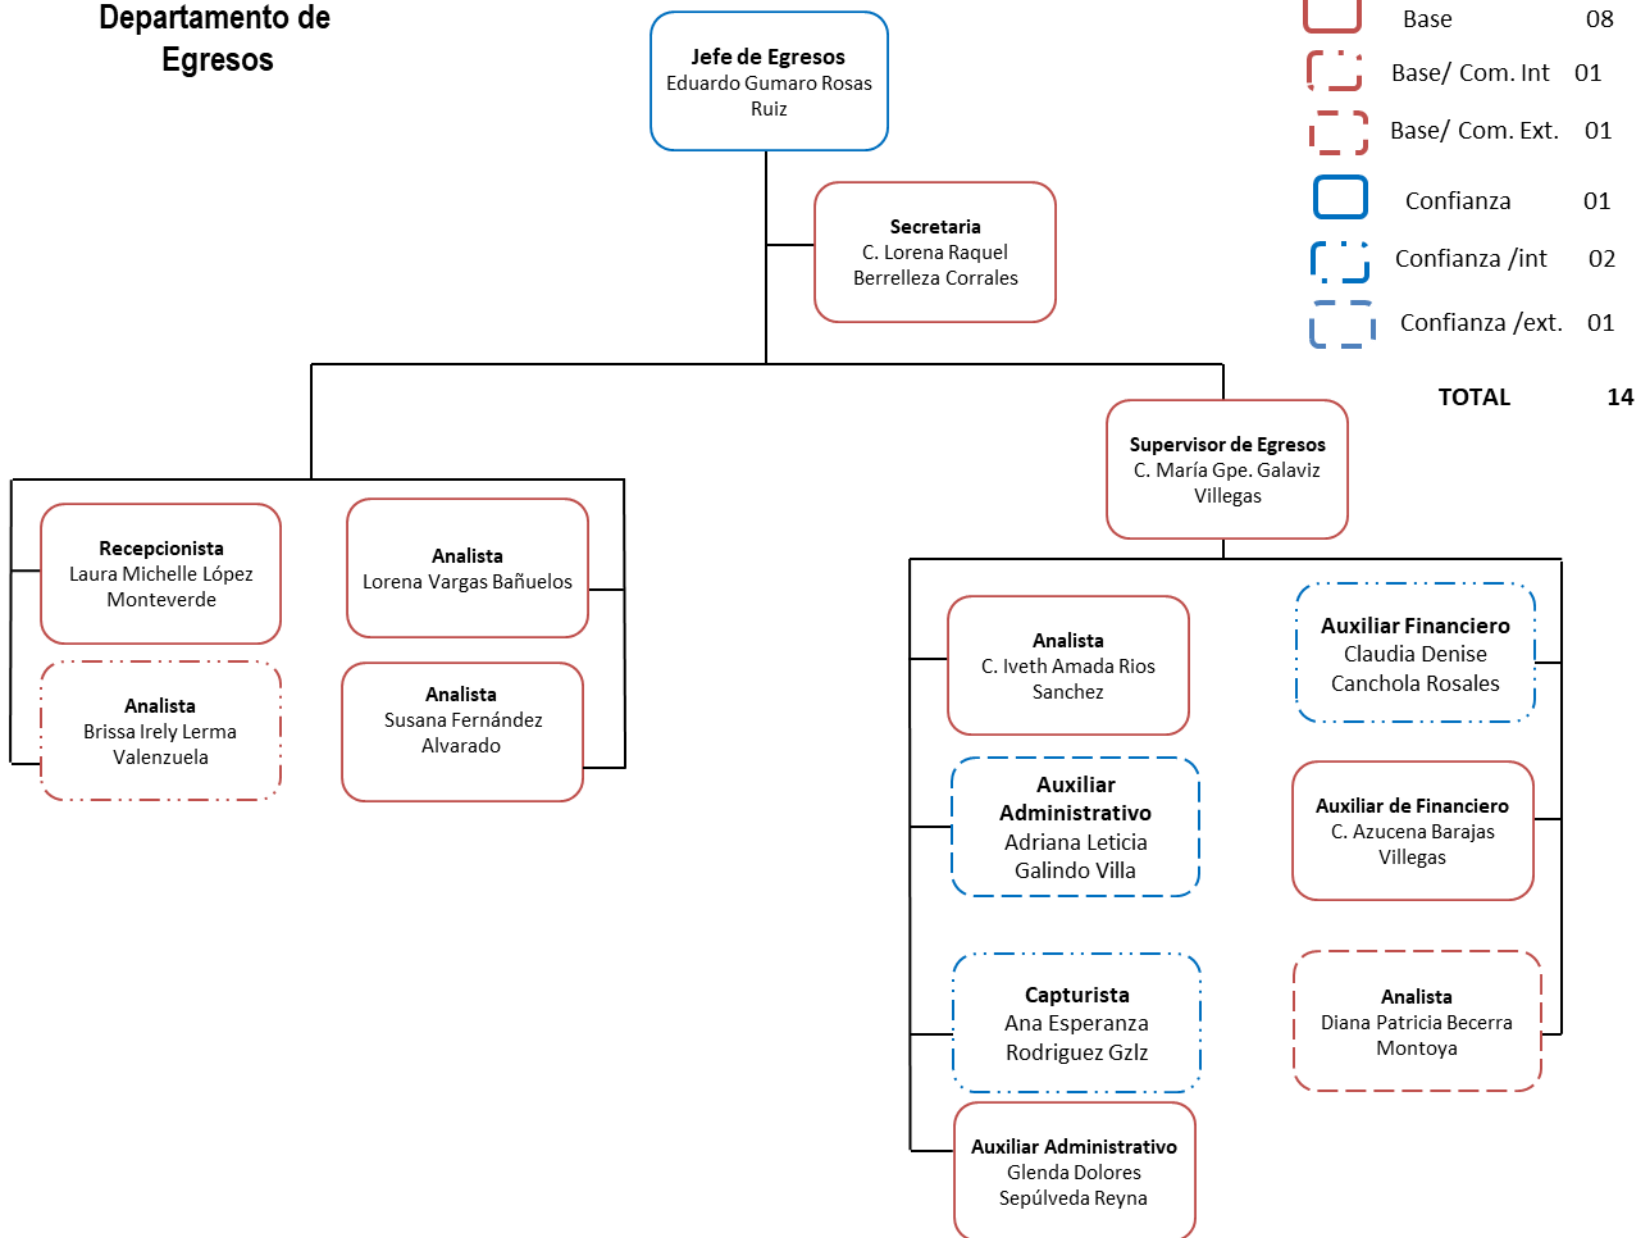 Departamento de
Egresos
Jefe de Egresos
Eduardo Gumaro Rosas
Ruiz
Base 08
Base/ Com. Int 01
Base/ Com. Ext. 01
Confianza 01
Confianza /int 02
Confianza /ext. 01
TOTAL 14
Secretaria
C. Lorena Raquel
Berrelleza Corrales
Supervisor de Egresos
C. María Gpe. Galaviz
Villegas
Recepcionista
Laura Michelle López
Monteverde
Analista
Lorena Vargas Bañuelos
Analista
Brissa Irely Lerma
Valenzuela
Analista
Susana Fernández
Alvarado
Analista
C. Iveth Amada Rios
Sanchez
Auxiliar Financiero
Claudia Denise
Canchola Rosales
Auxiliar
Administrativo
Adriana Leticia
Galindo Villa
Auxiliar de Financiero
C. Azucena Barajas
Villegas
Capturista
Ana Esperanza
Rodriguez Gzlz
Analista
Diana Patricia Becerra
Montoya
Auxiliar Administrativo
Glenda Dolores
Sepúlveda Reyna